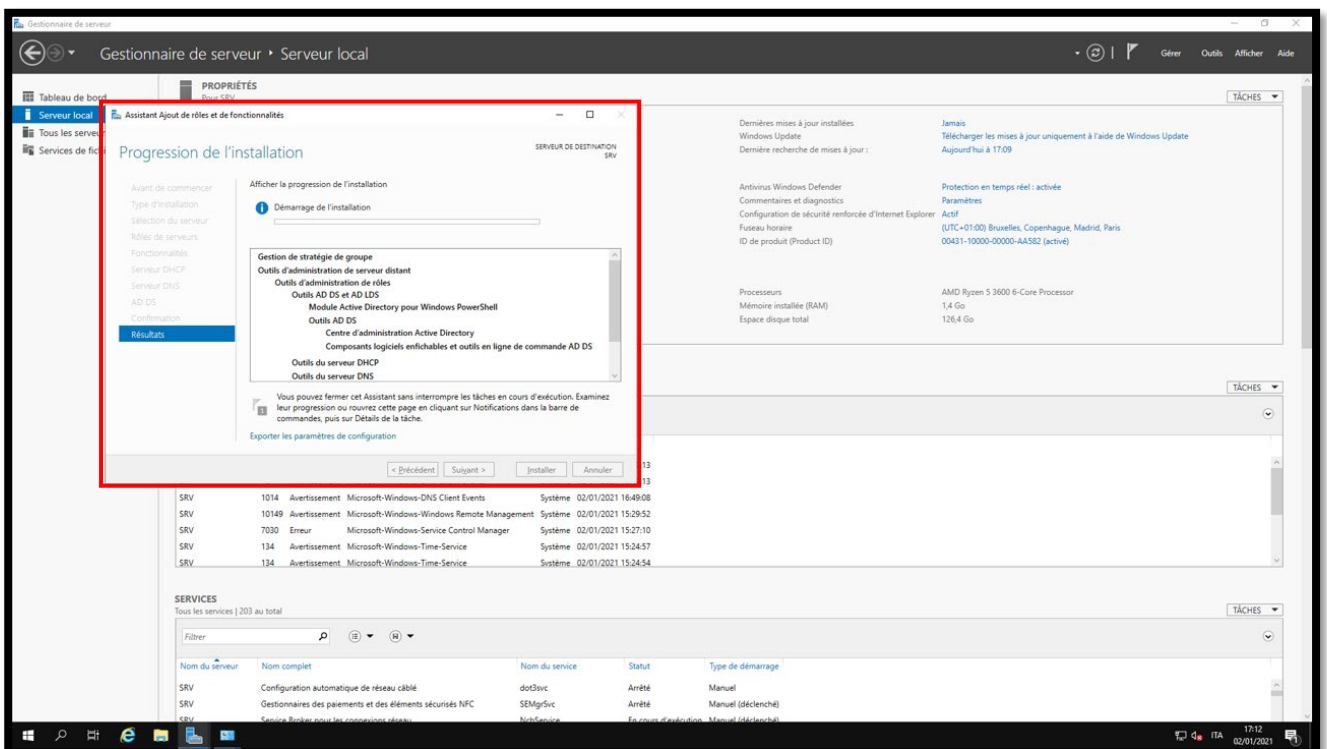 Gestionnaire de serveur
Gestionnaire de serveur • Serveur local
Gérer Outils Afficher Aide
Tableau de bord
Serveur local
Tous les serveur
Services de fichi
PROPRIÉTÉS
Pour SRV
TÂCHES
Dernières mises à jour installées Jamais
Windows Update Télécharger les mises à jour uniquement à l'aide de Windows Update
Dernière recherche de mises à jour : Aujourd'hui à 17:09
Antivirus Windows Defender Protection en temps réel : activée
Commentaires et diagnostics Paramètres
Configuration de sécurité renforcée d'Internet Explorer Actif
Fuseau horaire (UTC+01:00) Bruxelles, Copenhague, Madrid, Paris
ID de produit (Product ID) 00431-10000-00000-AA582 (activé)
Processeurs AMD Ryzen 5 3600 6-Core Processor
Mémoire installée (RAM) 1,4 Go
Espace disque total 126,4 Go
Assistant Ajout de rôles et de fonctionnalités
Progression de l'installation
SERVEUR DE DESTINATION
SRV
Avant de commencer
Type d'installation
Sélection du serveur
Rôles de serveurs
Fonctionnalités
Serveur DHCP
Serveur DNS
AD DS
Confirmation
Résultats
Afficher la progression de l'installation
Démarrage de l'installation
Gestion de stratégie de groupe
Outils d'administration de serveur distant
Outils d'administration de rôles
Outils AD DS et AD LDS
Module Active Directory pour Windows PowerShell
Outils AD DS
Centre d'administration Active Directory
Composants logiciels enfichables et outils en ligne de commande AD DS
Outils du serveur DHCP
Outils du serveur DNS
Vous pouvez fermer cet Assistant sans interrompre les tâches en cours d'exécution. Examinez
leur progression ou rouvrez cette page en cliquant sur Notifications dans la barre de
commandes, puis sur Détails de la tâche.
Exporter les paramètres de configuration
< Précédent Suivant > Installer Annuler
TÂCHES
13
13
SRV 1014 Avertissement Microsoft-Windows-DNS Client Events Système 02/01/2021 16:49:08
SRV 10149 Avertissement Microsoft-Windows-Windows Remote Management Système 02/01/2021 15:29:52
SRV 7030 Erreur Microsoft-Windows-Service Control Manager Système 02/01/2021 15:27:10
SRV 134 Avertissement Microsoft-Windows-Time-Service Système 02/01/2021 15:24:57
SRV 134 Avertissement Microsoft-Windows-Time-Service Système 02/01/2021 15:24:54
SERVICES
Tous les services | 203 au total
TÂCHES
Filtrer
Nom du serveur Nom complet Nom du service Statut Type de démarrage
SRV Configuration automatique de réseau câblé dot3svc Arrêté Manuel
SRV Gestionnaires des paiements et des éléments sécurisés NFC SEMgrSvc Arrêté Manuel (déclenché)
SRV Service Broker pour les connexions réseau NcbService En cours d'exécution Manuel (déclenché)
ITA
17:12
02/01/2021